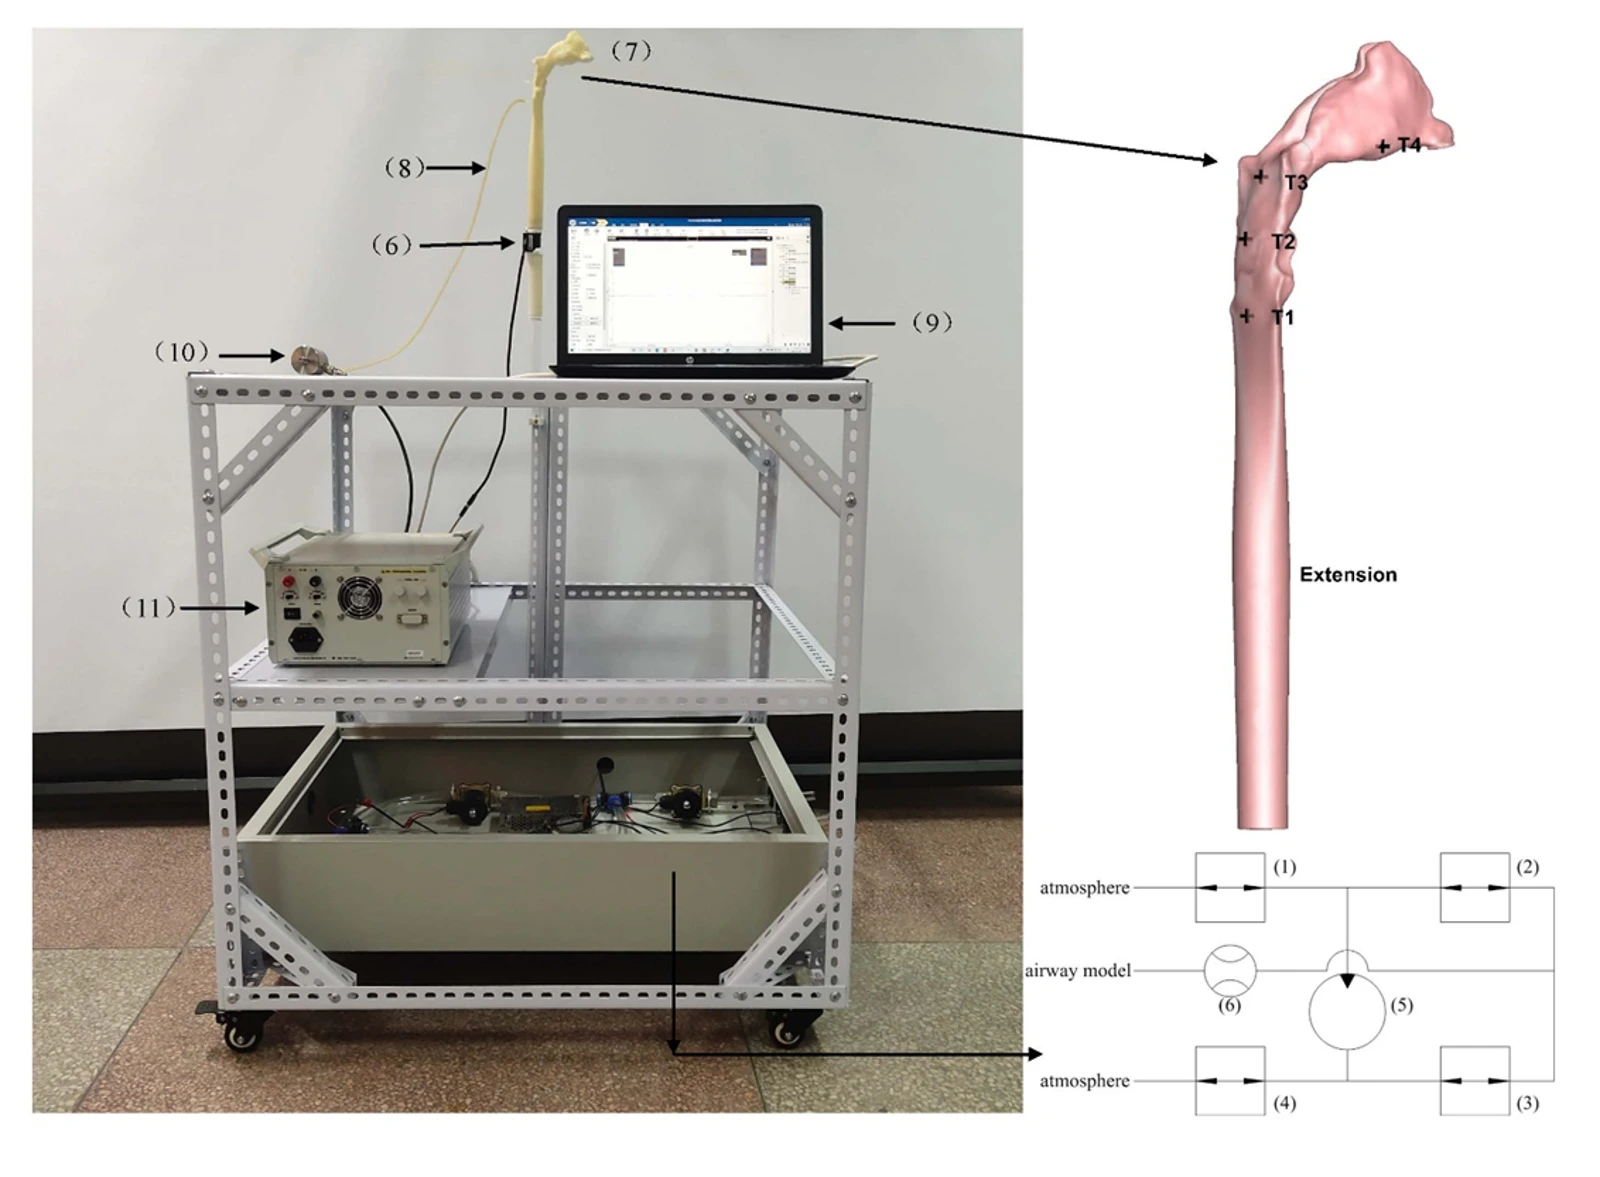 (7)
T4
(8)
T3
(6)
T2
(9)
T1
(10)
Extension
(11)
(1)
(2)
atmosphere
airway model
(6)
(5)
atmosphere
(4)
(3)